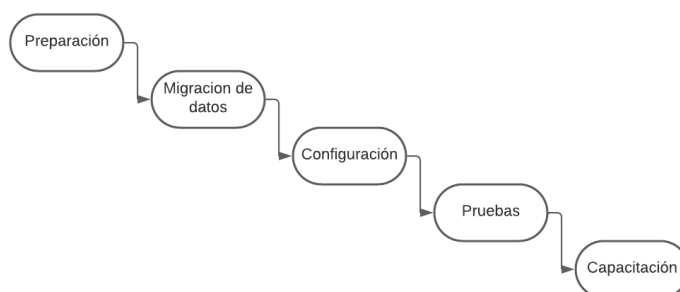 Preparación
Migracion de
datos
Configuración
Pruebas
Capacitación